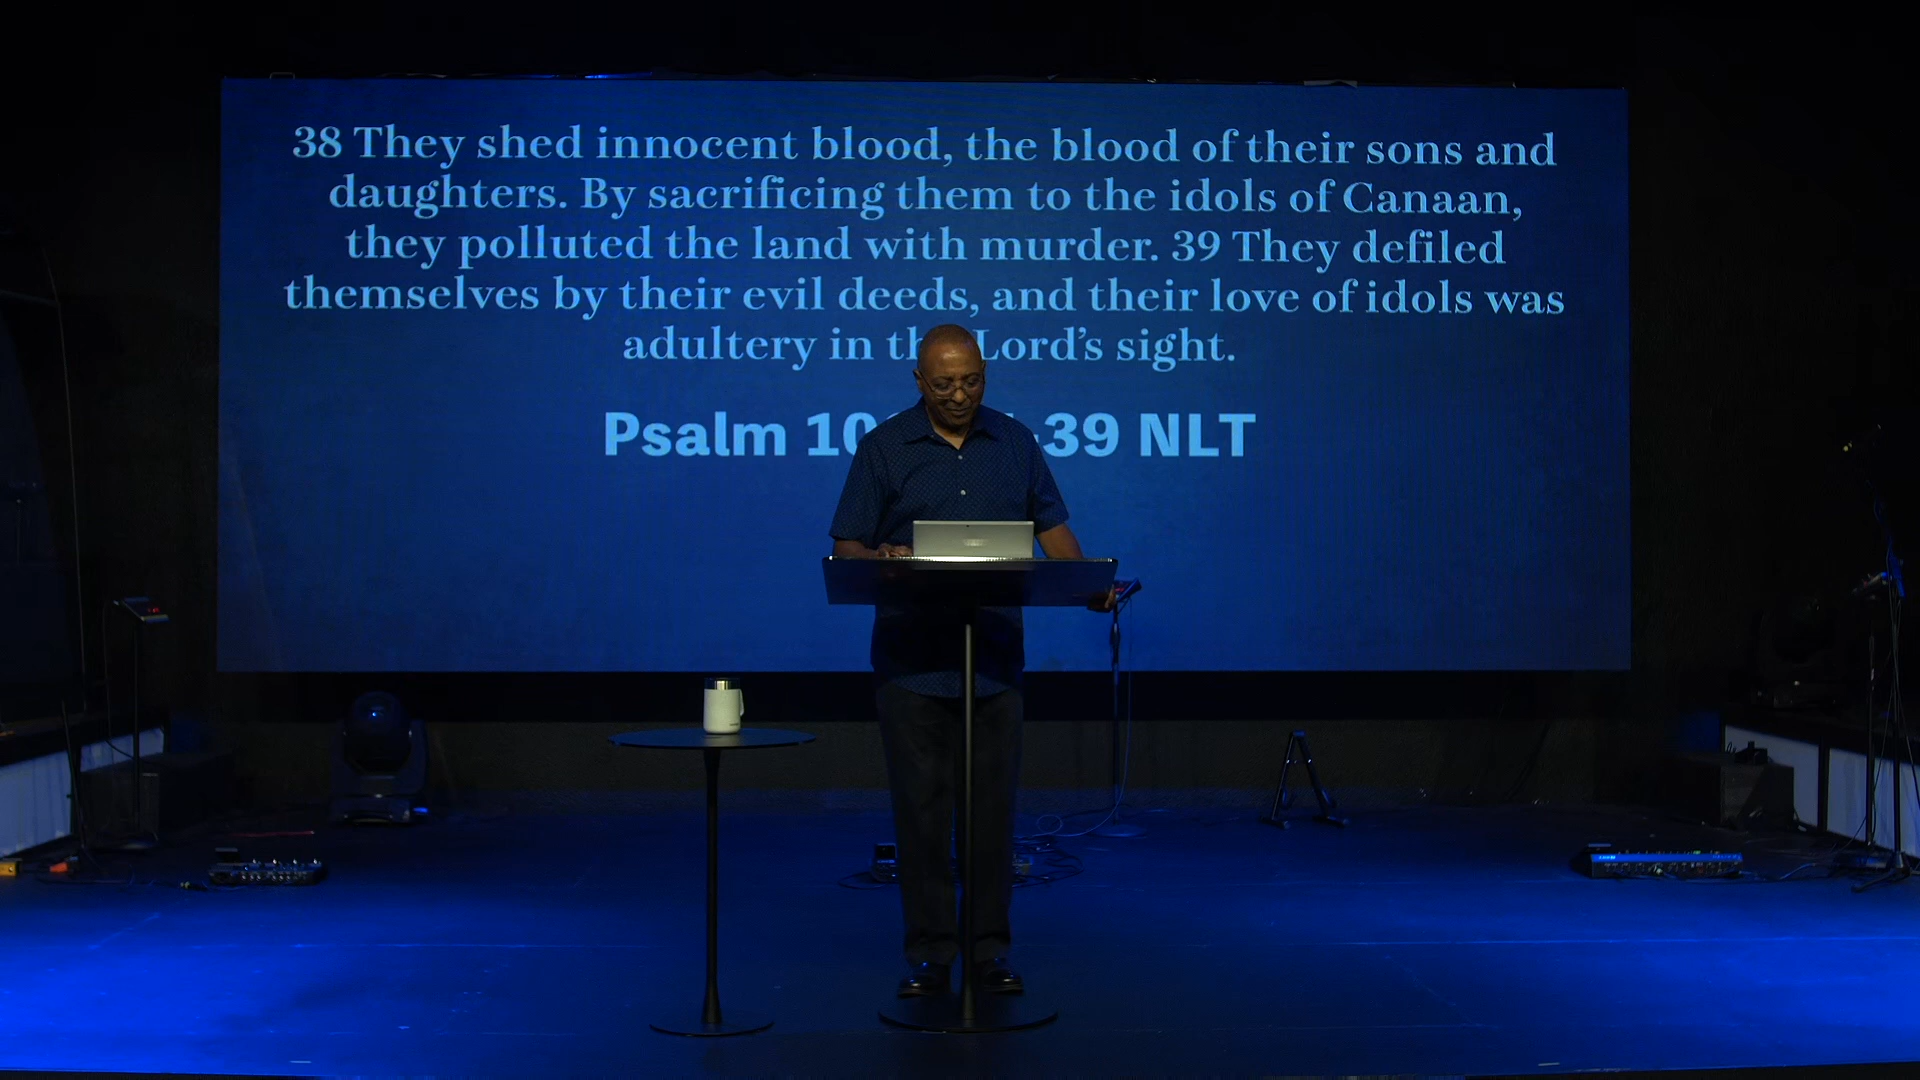 38 They shed innocent blood, the blood of their sons and
daughters. By sacrificing them to the idols of Canaan,
they polluted the land with murder. 39 They defiled
themselves by their evil deeds, and their love of idols was
adultery in Lord's sight.
Psalm 39 NLT